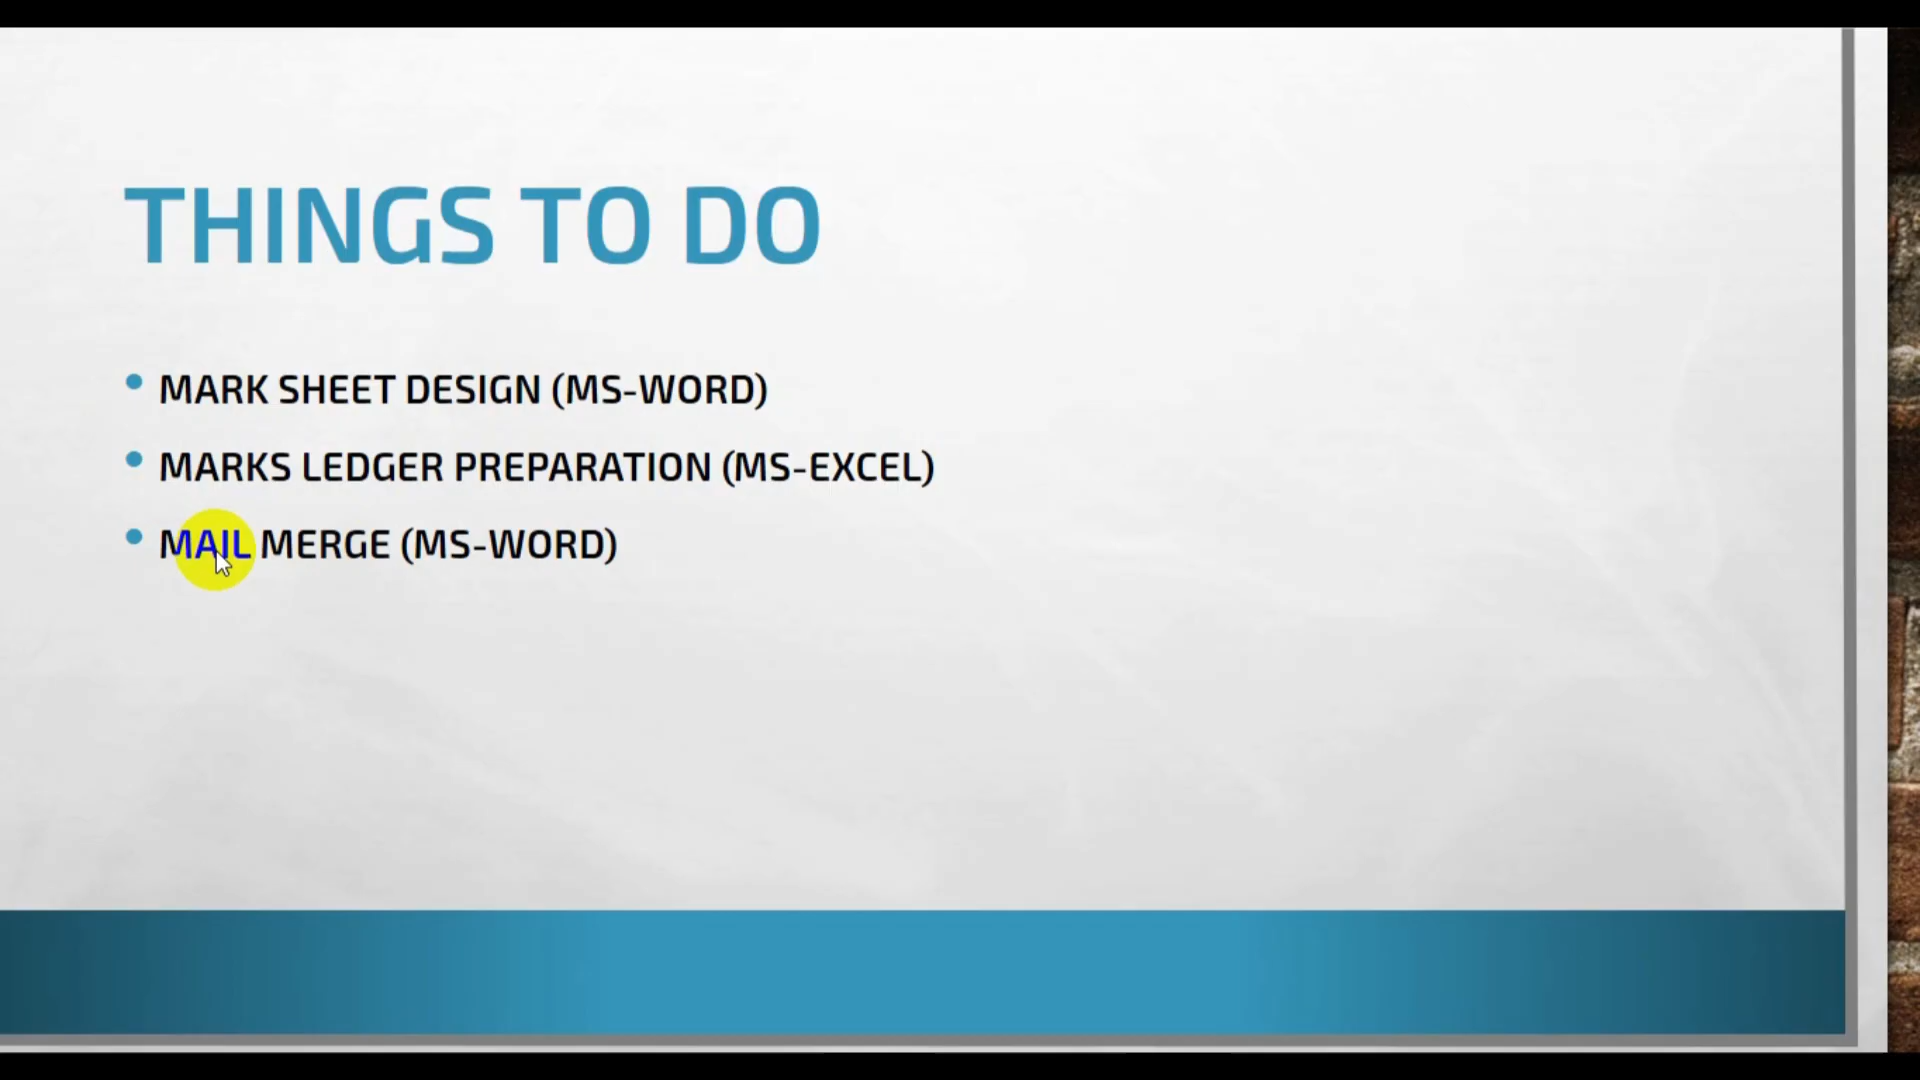 THINGS TO DO
MARK SHEET DESIGN (MS-WORD)
MARKS LEDGER PREPARATION (MS-EXCEL)
MAIL MERGE (MS-WORD)